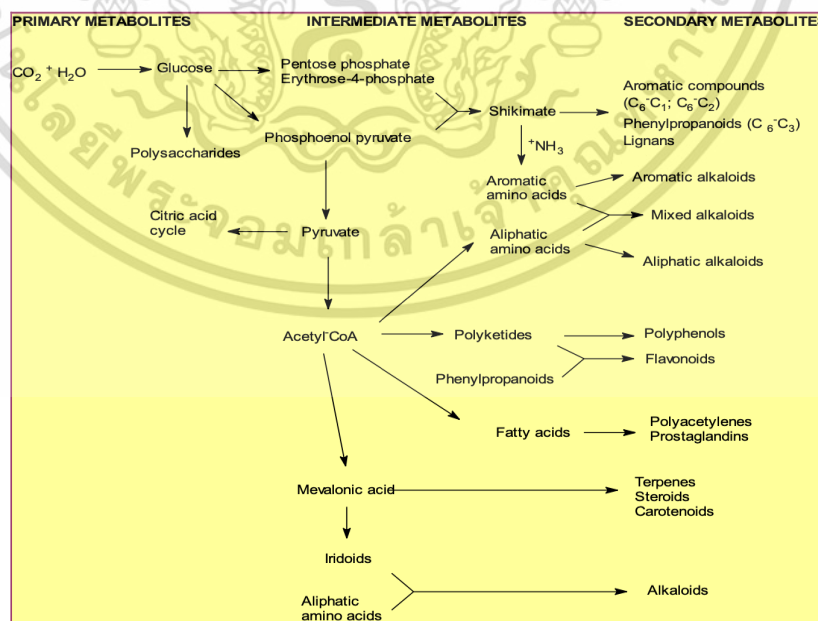 PRIMARY METABOLITES
INTERMEDIATE METABOLITES
SECONDARY METABOLITES
CO2 + H2O
Glucose
Pentose phosphate
Erythrose-4-phosphate
Shikimate
Aromatic compounds
(C6-C1; C6-C2)
Phenylpropanoids (C 6-C3)
Lignans
Polysaccharides
Phosphoenol pyruvate
+NH3
Aromatic
amino acids
Aromatic alkaloids
Mixed alkaloids
Citric acid
cycle
Pyruvate
Aliphatic
amino acids
Aliphatic alkaloids
Acetyl-CoA
Polyketides
Polyphenols
Phenylpropanoids
Flavonoids
Fatty acids
Polyacetylenes
Prostaglandins
Mevalonic acid
Terpenes
Steroids
Carotenoids
Iridoids
Aliphatic
amino acids
Alkaloids